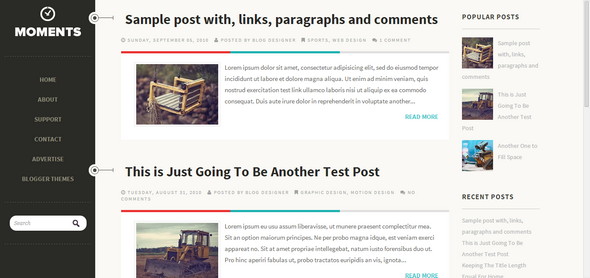 MOMENTS
HOME
ABOUT
SUPPORT
CONTACT
ADVERTISE
BLOGGER THEMES
Search
Sample post with, links, paragraphs and comments
SUNDAY, SEPTEMBER 05, 2010 POSTED BY BLOG DESIGNER SPORTS, WEB DESIGN 1 COMMENT
Lorem ipsum dolor sit amet, consectetur adipisicing elit, sed do eiusmod tempor
incididunt ut labore et dolore magna aliqua. Ut enim ad minim veniam, quis
nostrud exercitation test link ullamco laboris nisi ut aliquip ex ea commodo
consequat. Duis aute irure dolor in reprehenderit in voluptate another...
READ MORE
This is Just Going To Be Another Test Post
TUESDAY, AUGUST 31, 2010 POSTED BY BLOG DESIGNER GRAPHIC DESIGN, MOTION DESIGN NO
COMMENTS
Lorem ipsum eu usu assum liberavisse, ut munere praesent complectitur mea.
Sit an option maiorum principes. Ne per probo magna idque, est veniam exerci
appareat no. Sit at amet propriae intellegebat, natum iusto forensibus duo ut.
Pro hinc aperiri fabulas ut, probo tractatos euripidis an vis, ignota...
READ MORE
POPULAR POSTS
Sample post
with, links,
paragraphs and
comments
This is Just
Going To Be
Another Test
Post
Another One to
Fill Space
RECENT POSTS
Sample post with, links,
paragraphs and comments
This is Just Going To Be
Another Test Post
Keeping The Title Length
Equal For Home